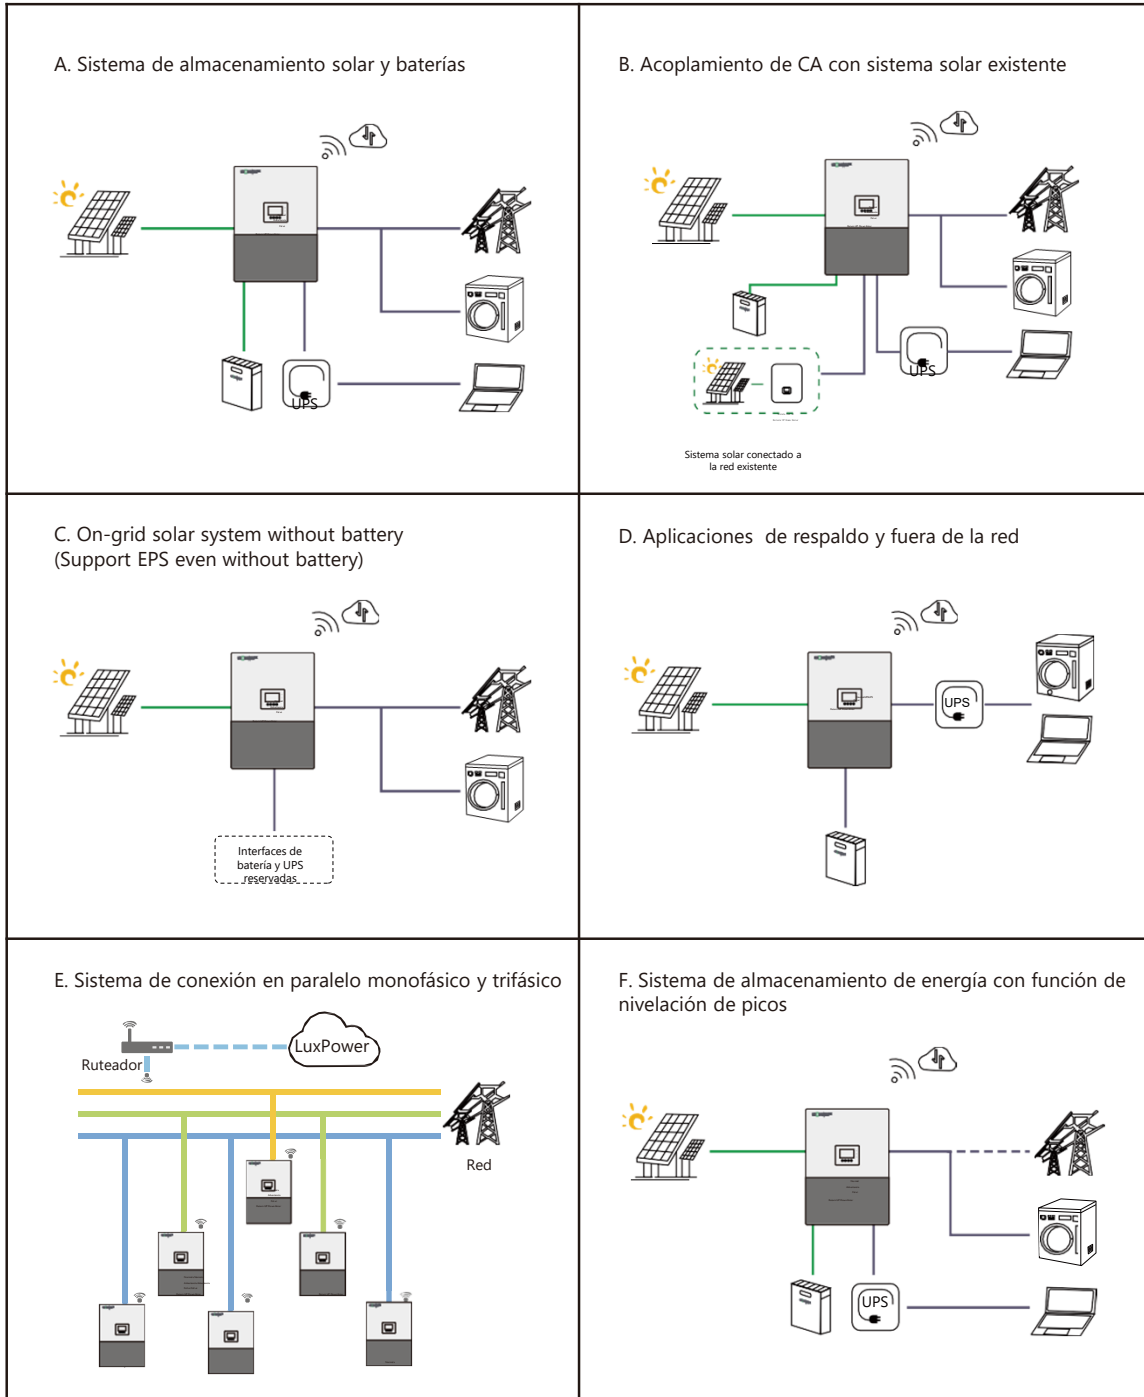 A. Sistema de almacenamiento solar y baterías
UPS
B. Acoplamiento de CA con sistema solar existente
UPS
Sistema solar conectado a
la red existente
C. On-grid solar system without battery
(Support EPS even without battery)
Interfaces de
batería y UPS
reservadas
D. Aplicaciones de respaldo y fuera de la red
UPS
E. Sistema de conexión en paralelo monofásico y trifásico
LuxPower
Ruteador
Red
F. Sistema de almacenamiento de energía con función de
nivelación de picos
UPS